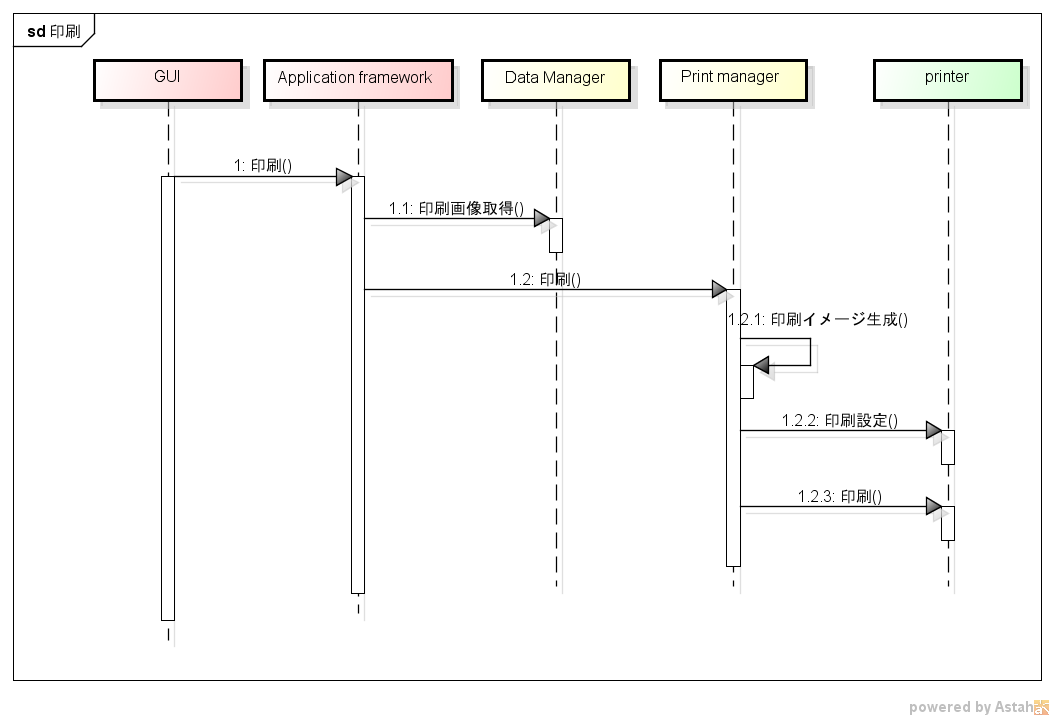 sd 印刷
GUI
Application framework
Data Manager
Print manager
printer
1: 印刷()
1.1: 印刷画像取得()
1.2: 印刷()
1.2.1: 印刷イメージ生成()
1.2.2: 印刷設定()
1.2.3: 印刷()
powered by Astah